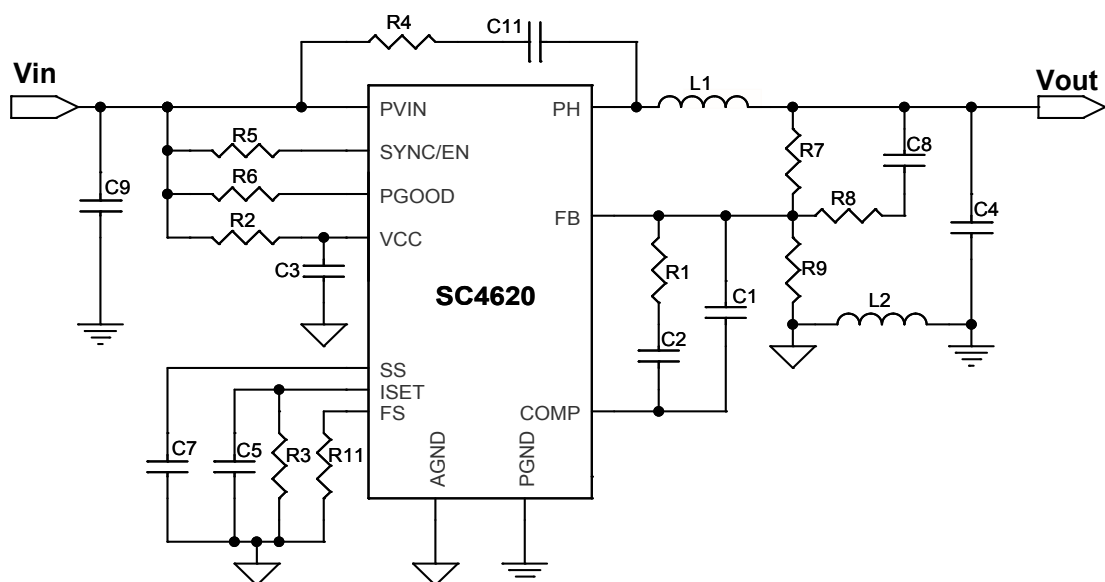 R4
C11
Vin
L1
Vout
PVIN
PH
R5
SYNC/EN
R7
C8
R6
PGOOD
C9
R8
R2
VCC
FB
C4
C3
SC4620
R1
R9
C1
L2
C2
SS
ISET
FS
COMP
C7
C5
R3
R11
AGND
PGND